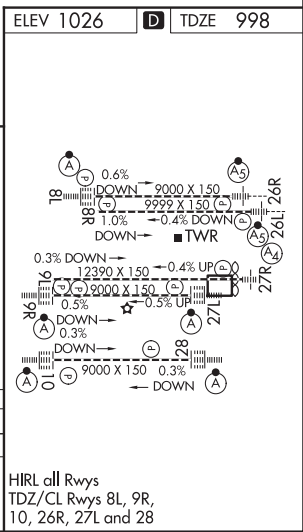 ELEV 1026 D TDZE 998
A
P
0.6%
DOWN
A5
8L
9000 X 150
26R
8R
P
9999 X 150
P
26L
1.0%
0.4% DOWN
A5
DOWN
TWR
A4
0.3% DOWN
0.4% UP
P
12390 X 150
27R
9L
P
P
9000 X 150
P
9R
0.5%
0.5% UP
27L
A
DOWN
A
0.3%
DOWN
P
28
10
P
9000 X 150
0.3%
A
DOWN
A
HIRL all Rwys
TDZ/CL Rwys 8L, 9R,
10, 26R, 27L and 28